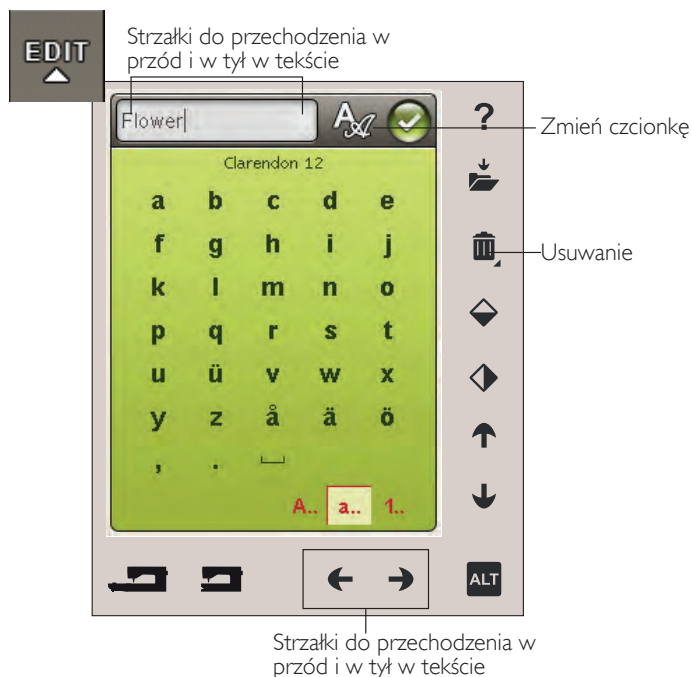 EDIT
Strzałki do przechodzenia w
przód i w tył w tekście
Flower
A A
?
Zmień czcionkę
Clarendon 12
a b c d e
f g h i j
Usuwanie
k l m n o
p q r s t
u ü v w x
y z å ä ö
, .
A.. a.. 1..
ALT
Strzałki do przechodzenia w
przód i w tył w tekście